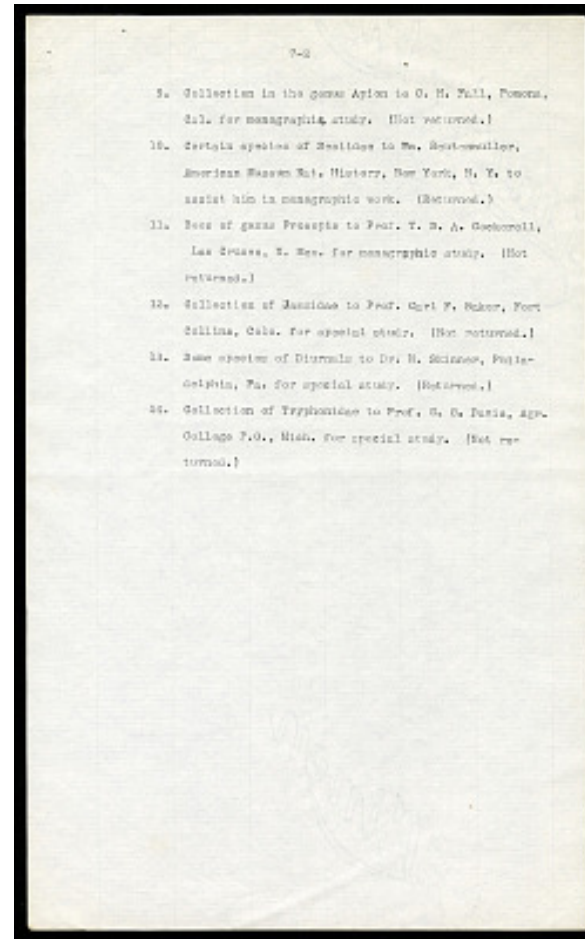 7-2
9. Collection in the genus Apion to C. H. Fall, Pomona,
Cal. for monographic study. (Not returned.)
10. Certain species of to Wm. Beutenmuller,
American Museum Nat. History, New York, N. Y. to
assist him in monographic work. (Returned.)
11. Bees of genus Prosopis to Prof. T. D. A. Cockerell,
Las Cruces, N. Mex. for monographic study. (Not
returned.)
12. Collection of Jassidae to Prof. Carl F. Baker, Fort
Collins, Colo. for special study. (Not returned.)
13. Some species of Diurnals to Dr. H. Skinner, Phila-
delphia, Pa. for special study. (Returned.)
14. Collection of Tryphonidae to Prof. G. C. Davis, Agr.
College P.O., Mich. for special study. (Not re-
turned.)